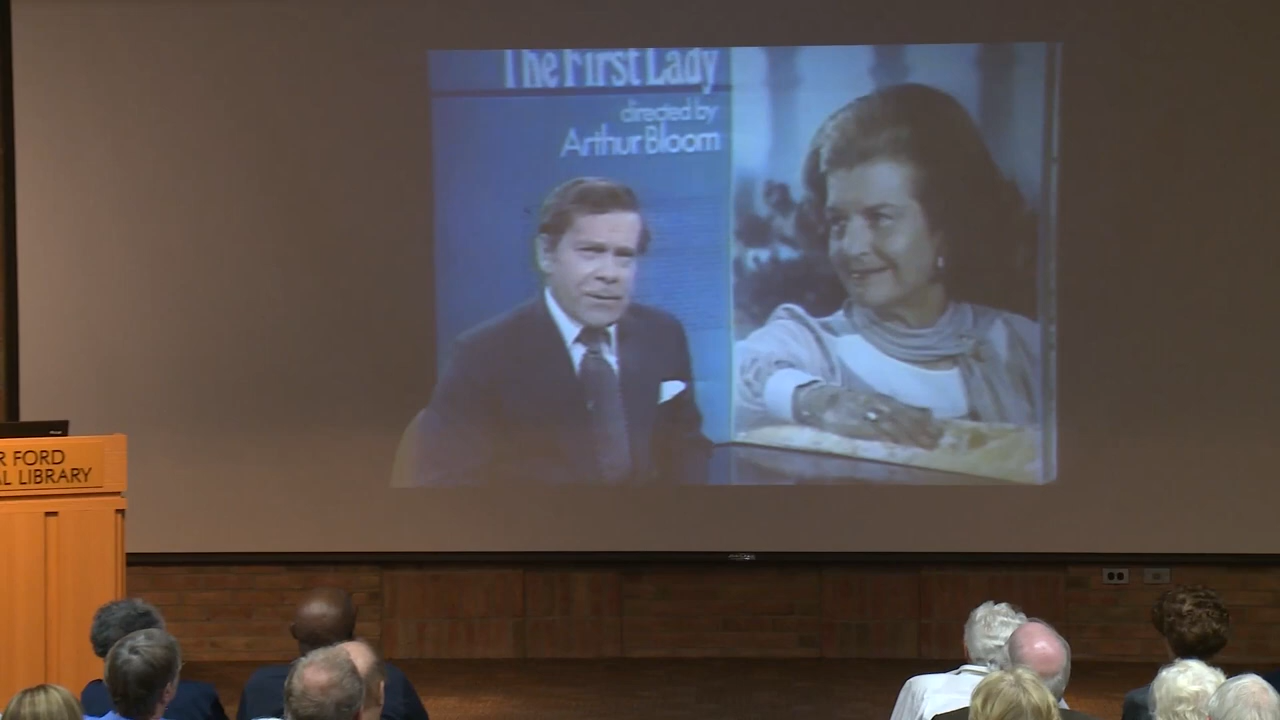 The First Lady
directed by
Arthur Bloom
R FORD
L LIBRARY